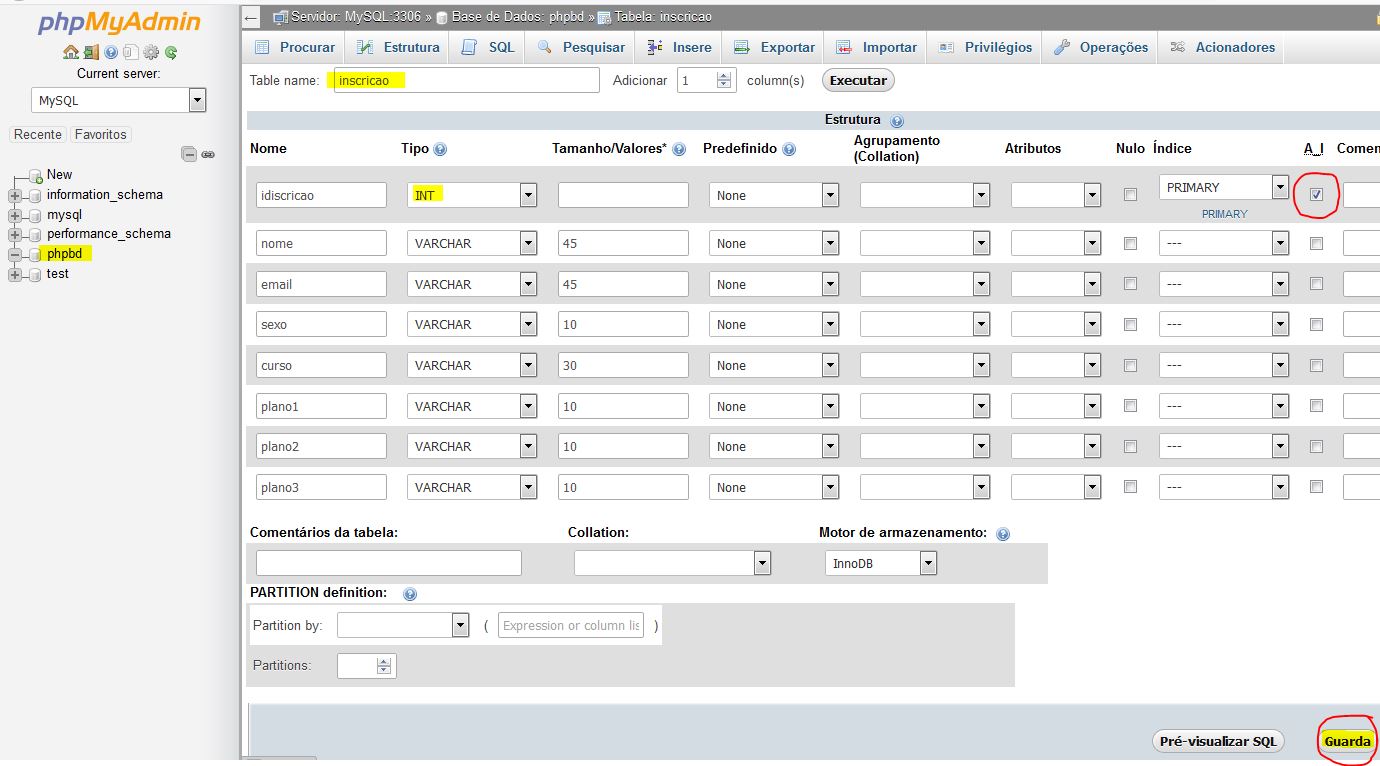 phpMyAdmin
Current server:
MySQL
Recente Favoritos
New
information_schema
mysql
performance_schema
phpbd
test
Servidor: MySQL:3306 » Base de Dados: phpbd » Tabela: inscricao
Procurar Estrutura SQL Pesquisar Insere Exportar Importar Privilégios Operações Acionadores
Table name: inscricao Adicionar 1 column(s) Executar
Estrutura
Nome Tipo Tamanho/Valores* Predefinido Agrupamento (Collation) Atributos Nulo Índice A_I Comen
idiscricao INT None PRIMARY
PRIMARY
nome VARCHAR 45 None ---
email VARCHAR 45 None ---
sexo VARCHAR 10 None ---
curso VARCHAR 30 None ---
plano1 VARCHAR 10 None ---
plano2 VARCHAR 10 None ---
plano3 VARCHAR 10 None ---
Comentários da tabela: Collation: Motor de armazenamento:
InnoDB
PARTITION definition:
Partition by: ( Expression or column lis )
Partitions:
Pré-visualizar SQL Guarda